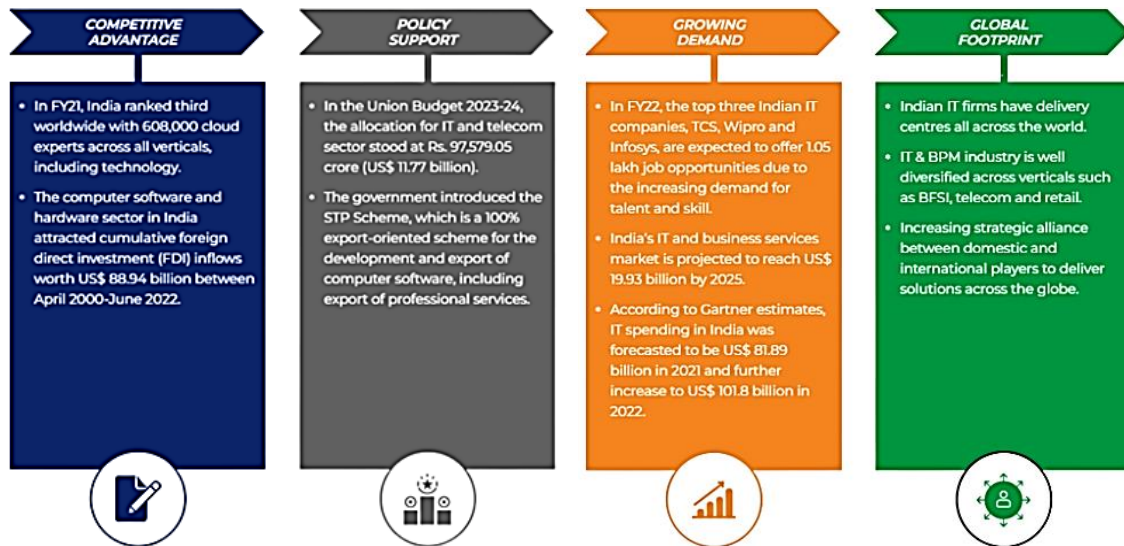 COMPETITIVE
ADVANTAGE
• In FY21, India ranked third
worldwide with 608,000 cloud
experts across all verticals,
including technology.
• The computer software and
hardware sector in India
attracted cumulative foreign
direct investment (FDI) inflows
worth US$ 88.94 billion between
April 2000-June 2022.
POLICY
SUPPORT
• In the Union Budget 2023-24,
the allocation for IT and telecom
sector stood at Rs. 97,579.05
crore (US$ 11.77 billion).
• The government introduced the
STP Scheme, which is a 100%
export-oriented scheme for the
development and export of
computer software, including
export of professional services.
GROWING
DEMAND
• In FY22, the top three Indian IT
companies, TCS, Wipro and
Infosys, are expected to offer 1.05
lakh job opportunities due to
the increasing demand for
talent and skill.
• India's IT and business services
market is projected to reach US$
19.93 billion by 2025.
• According to Gartner estimates,
IT spending in India was
forecasted to be US$ 81.89
billion in 2021 and further
increase to US$ 101.8 billion in
2022.
GLOBAL
FOOTPRINT
• Indian IT firms have delivery
centres all across the world.
• IT & BPM industry is well
diversified across verticals such
as BFSI, telecom and retail.
• Increasing strategic alliance
between domestic and
international players to deliver
solutions across the globe.